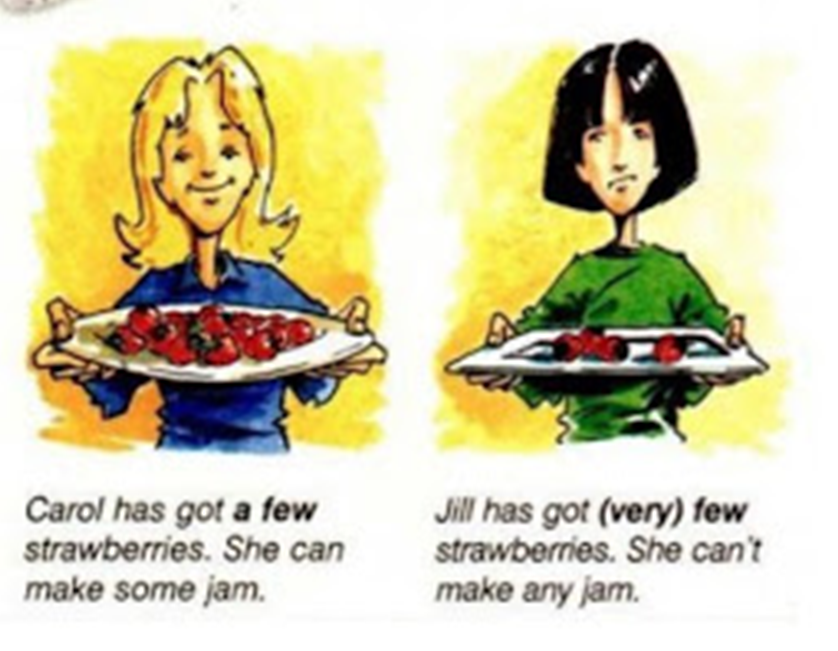 Carol has got a few
strawberries. She can
make some jam.
Jill has got (very) few
strawberries. She can't
make any jam.